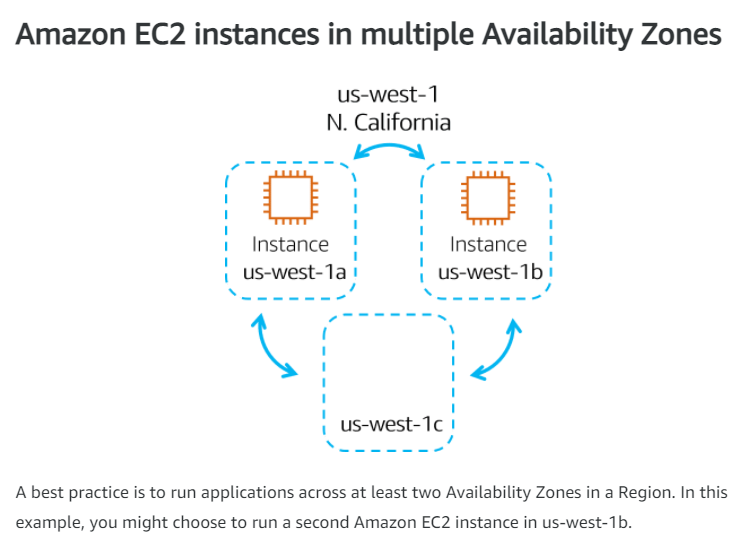 Amazon EC2 instances in multiple Availability Zones
us-west-1
N. California
Instance
us-west-1a
Instance
us-west-1b
us-west-1c
A best practice is to run applications across at least two Availability Zones in a Region. In this
example, you might choose to run a second Amazon EC2 instance in us-west-1b.